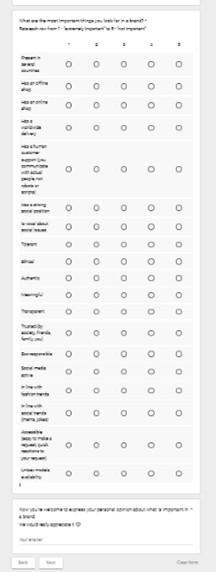 What are the most important things you look for in a brand? *
Rate each row from 1 - "extremely important" to 5 - "not important"
1 2 3 4 5
Present in
several
countries
Has an offline
shop
Has an online
shop
Has a
worldwide
delivery
Has a human
customer
support (you
communicate
with actual
people, not
robots or
scripts)
Has a strong
social position
Is vocal about
social issues
Tolerant
Ethical
Authentic
Meaningful
Transparent
Trusted (by
society, friends,
family, you)
Eco-responsible
Social media
active
In line with
fashion trends
In line with
social trends
(meme, jokes)
Accessible
(easy to make a
request, quick
reactions to
your request)
Unisex models
availability
Now you're welcome to express your personal opinion about what is important in *
a brand
We would really appreciate it 😊
Your answer
Back
Next
Clear form